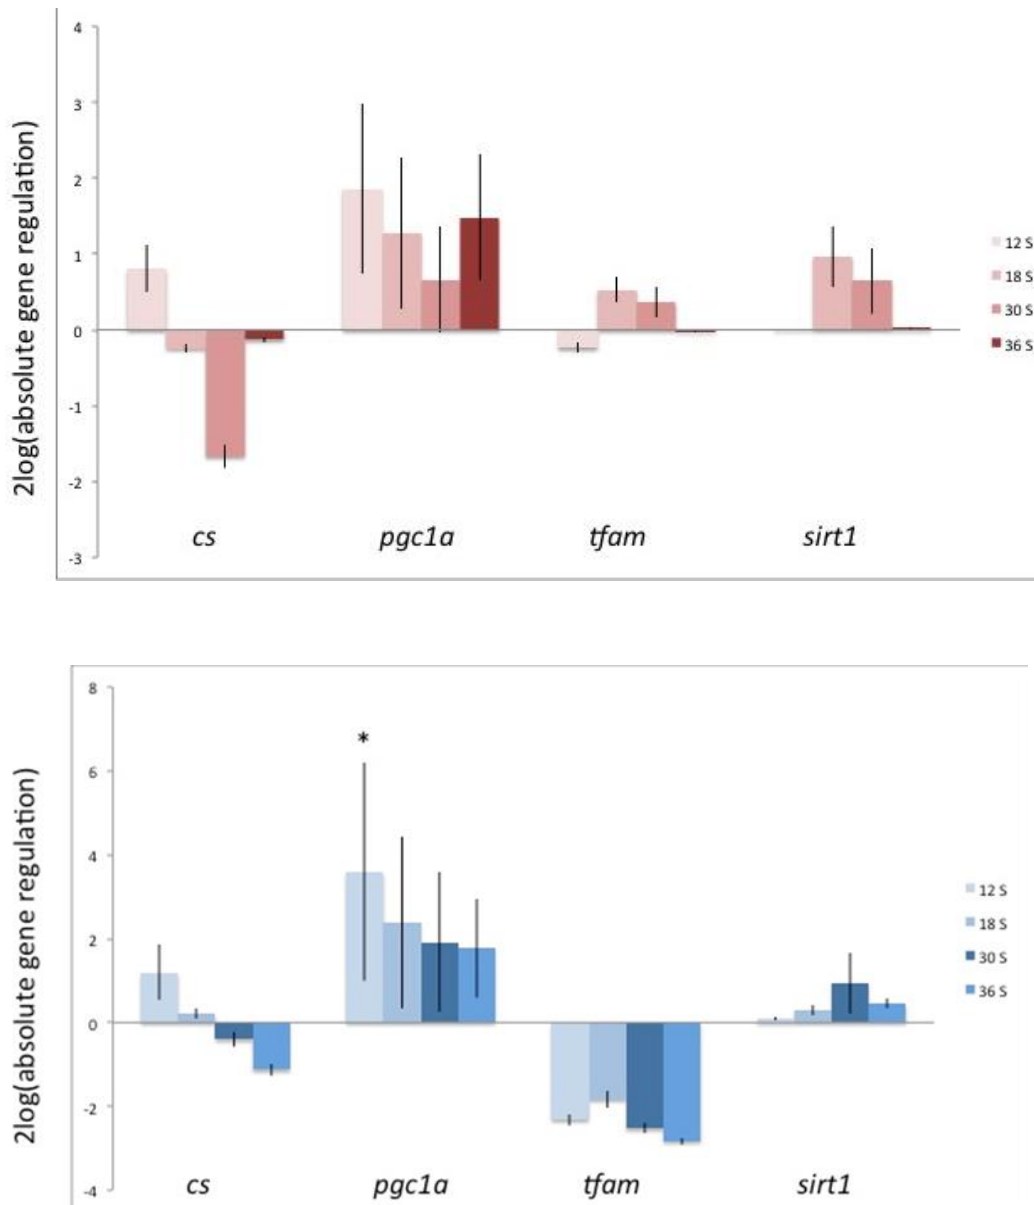 4
3
2
1
0
-1
-2
-3
2log(absolute gene regulation)
cs pgc1a tfam sirt1
12 S
18 S
30 S
36 S
8
6
4
2
0
-2
-4
2log(absolute gene regulation)
*
cs pgc1a tfam sirt1
12 S
18 S
30 S
36 S